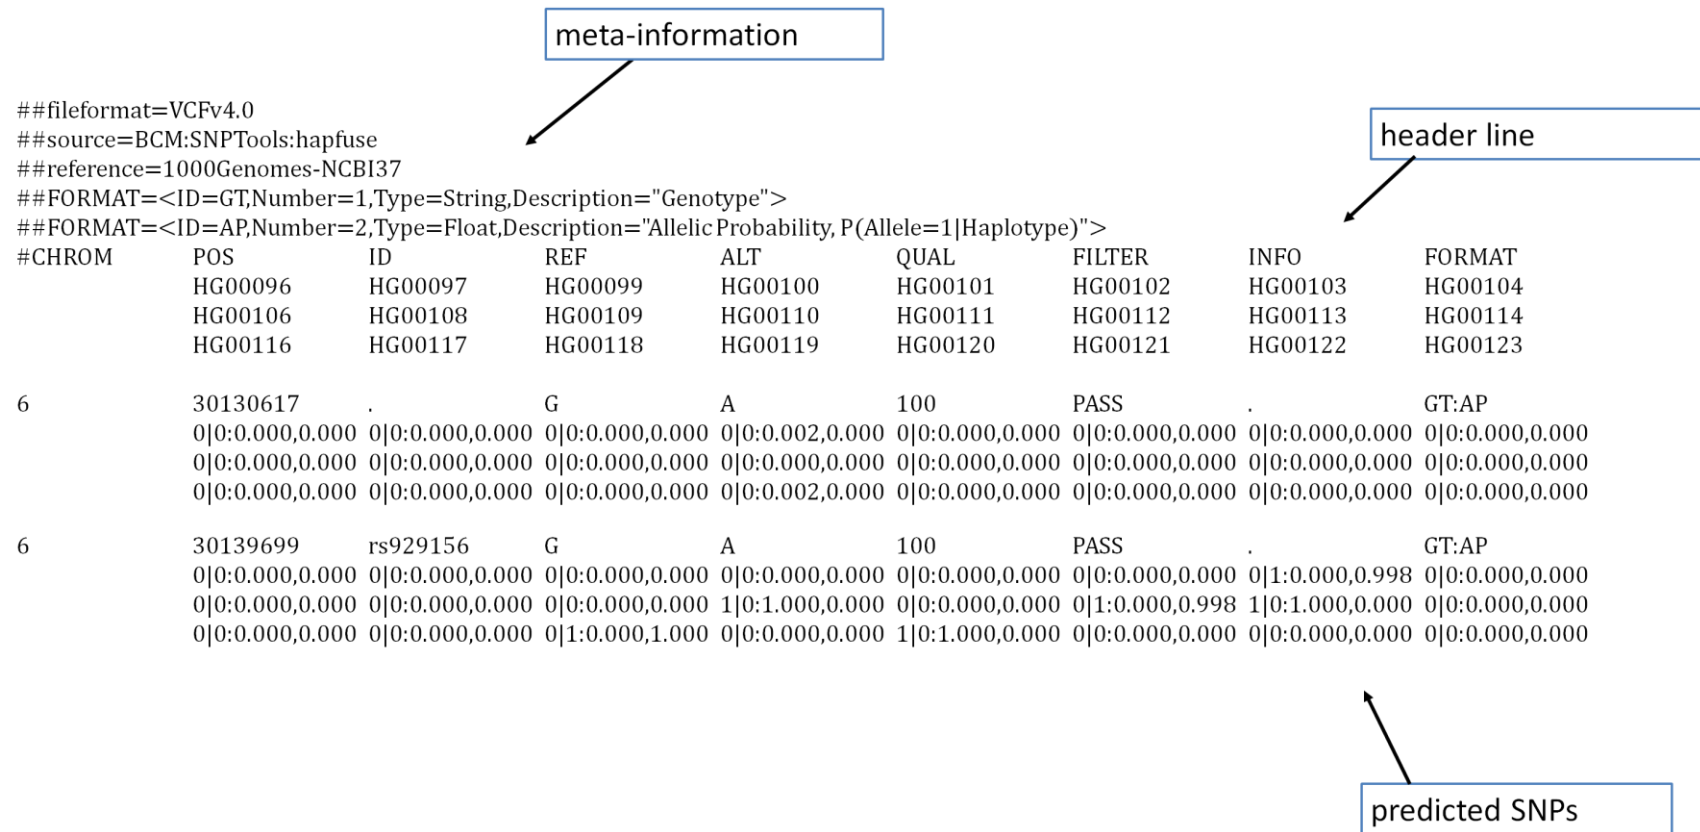 meta-information
##fileformat=VCFv4.0
##source=BCM:SNPTools:hapfuse
header line
##reference=1000Genomes-NCBI37
##FORMAT=<ID=GT,Number=1,Type=String,Description="Genotype">
##FORMAT=<ID=AP,Number=2,Type=Float,Description="Allelic Probability, P(Allele=1|Haplotype)">
#CHROM POS ID REF ALT QUAL FILTER INFO FORMAT
HG00096 HG00097 HG00099 HG00100 HG00101 HG00102 HG00103 HG00104
HG00106 HG00108 HG00109 HG00110 HG00111 HG00112 HG00113 HG00114
HG00116 HG00117 HG00118 HG00119 HG00120 HG00121 HG00122 HG00123
6 30130617 . G A 100 PASS . GT:AP
0|0:0.000,0.000 0|0:0.000,0.000 0|0:0.000,0.000 0|0:0.002,0.000 0|0:0.000,0.000 0|0:0.000,0.000 0|0:0.000,0.000 0|0:0.000,0.000
0|0:0.000,0.000 0|0:0.000,0.000 0|0:0.000,0.000 0|0:0.000,0.000 0|0:0.000,0.000 0|0:0.000,0.000 0|0:0.000,0.000 0|0:0.000,0.000
0|0:0.000,0.000 0|0:0.000,0.000 0|0:0.000,0.000 0|0:0.002,0.000 0|0:0.000,0.000 0|0:0.000,0.000 0|0:0.000,0.000 0|0:0.000,0.000
6 30139699 rs929156 G A 100 PASS . GT:AP
0|0:0.000,0.000 0|0:0.000,0.000 0|0:0.000,0.000 0|0:0.000,0.000 0|0:0.000,0.000 0|0:0.000,0.000 0|1:0.000,0.998 0|0:0.000,0.000
0|0:0.000,0.000 0|0:0.000,0.000 0|0:0.000,0.000 1|0:1.000,0.000 0|0:0.000,0.000 0|1:0.000,0.998 1|0:1.000,0.000 0|0:0.000,0.000
0|0:0.000,0.000 0|0:0.000,0.000 0|1:0.000,1.000 0|0:0.000,0.000 1|0:1.000,0.000 0|0:0.000,0.000 0|0:0.000,0.000 0|0:0.000,0.000
predicted SNPs